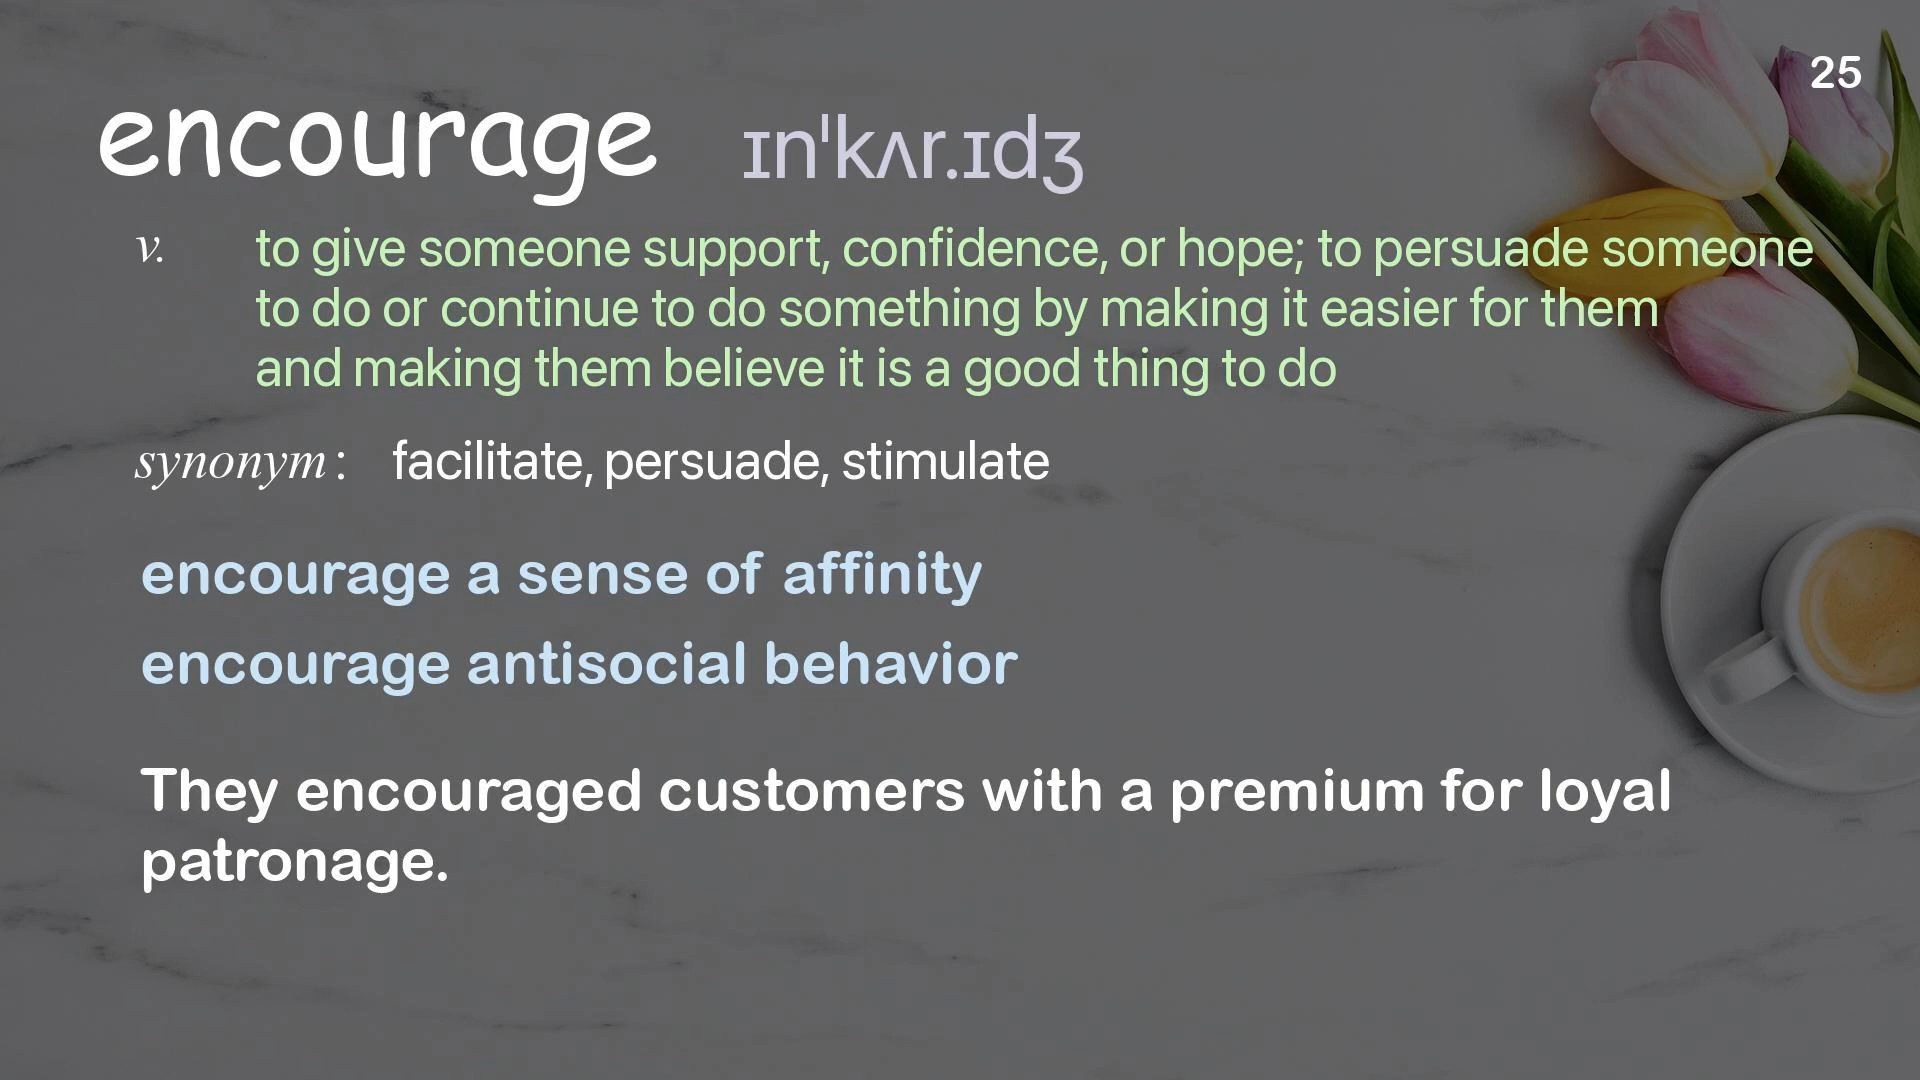 25
encourage ɪnˈkʌr.ɪdʒ
v. to give someone support, confidence, or hope; to persuade someone
to do or continue to do something by making it easier for them
and making them believe it is a good thing to do
synonym: facilitate, persuade, stimulate
encourage a sense of affinity
encourage antisocial behavior
They encouraged customers with a premium for loyal
patronage.